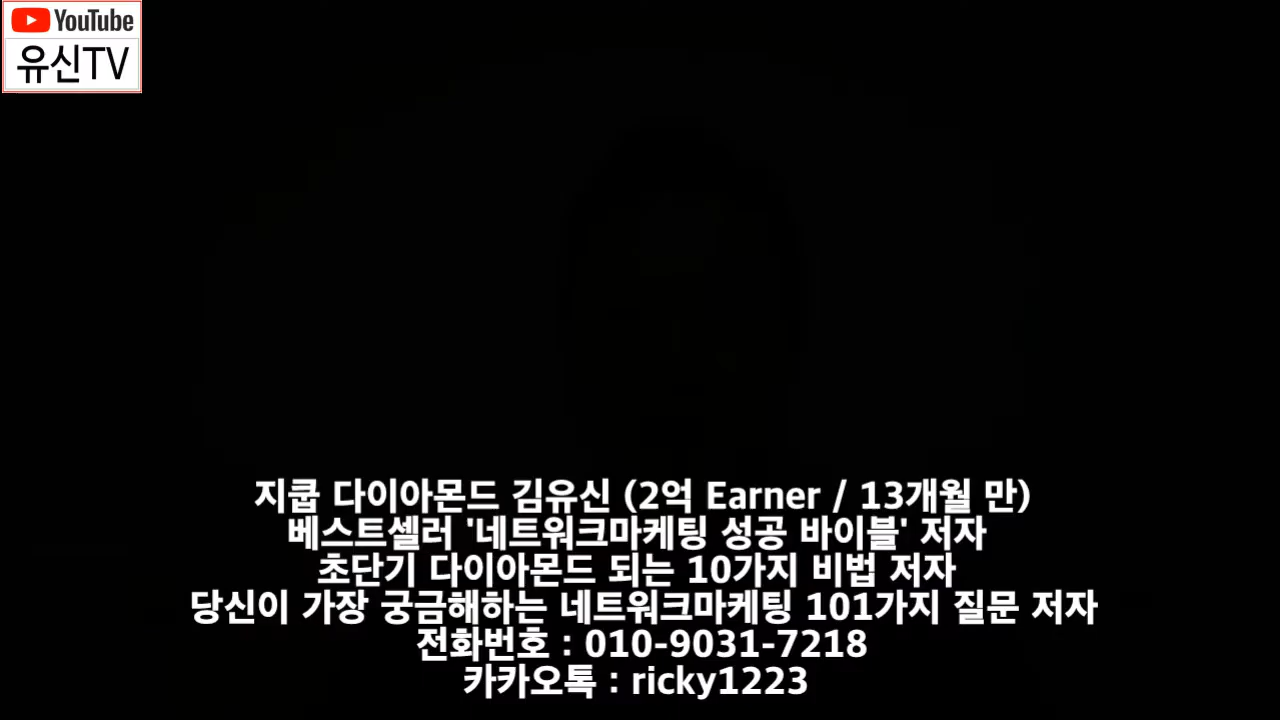 YouTube
유신TV
지쿱 다이아몬드 김유신 (2억 Earner / 13개월 만)
베스트셀러 '네트워크마케팅 성공 바이블' 저자
초단기 다이아몬드 되는 10가지 비법 저자
당신이 가장 궁금해하는 네트워크마케팅 101가지 질문 저자
전화번호 : 010-9031-7218
카카오톡 : ricky1223